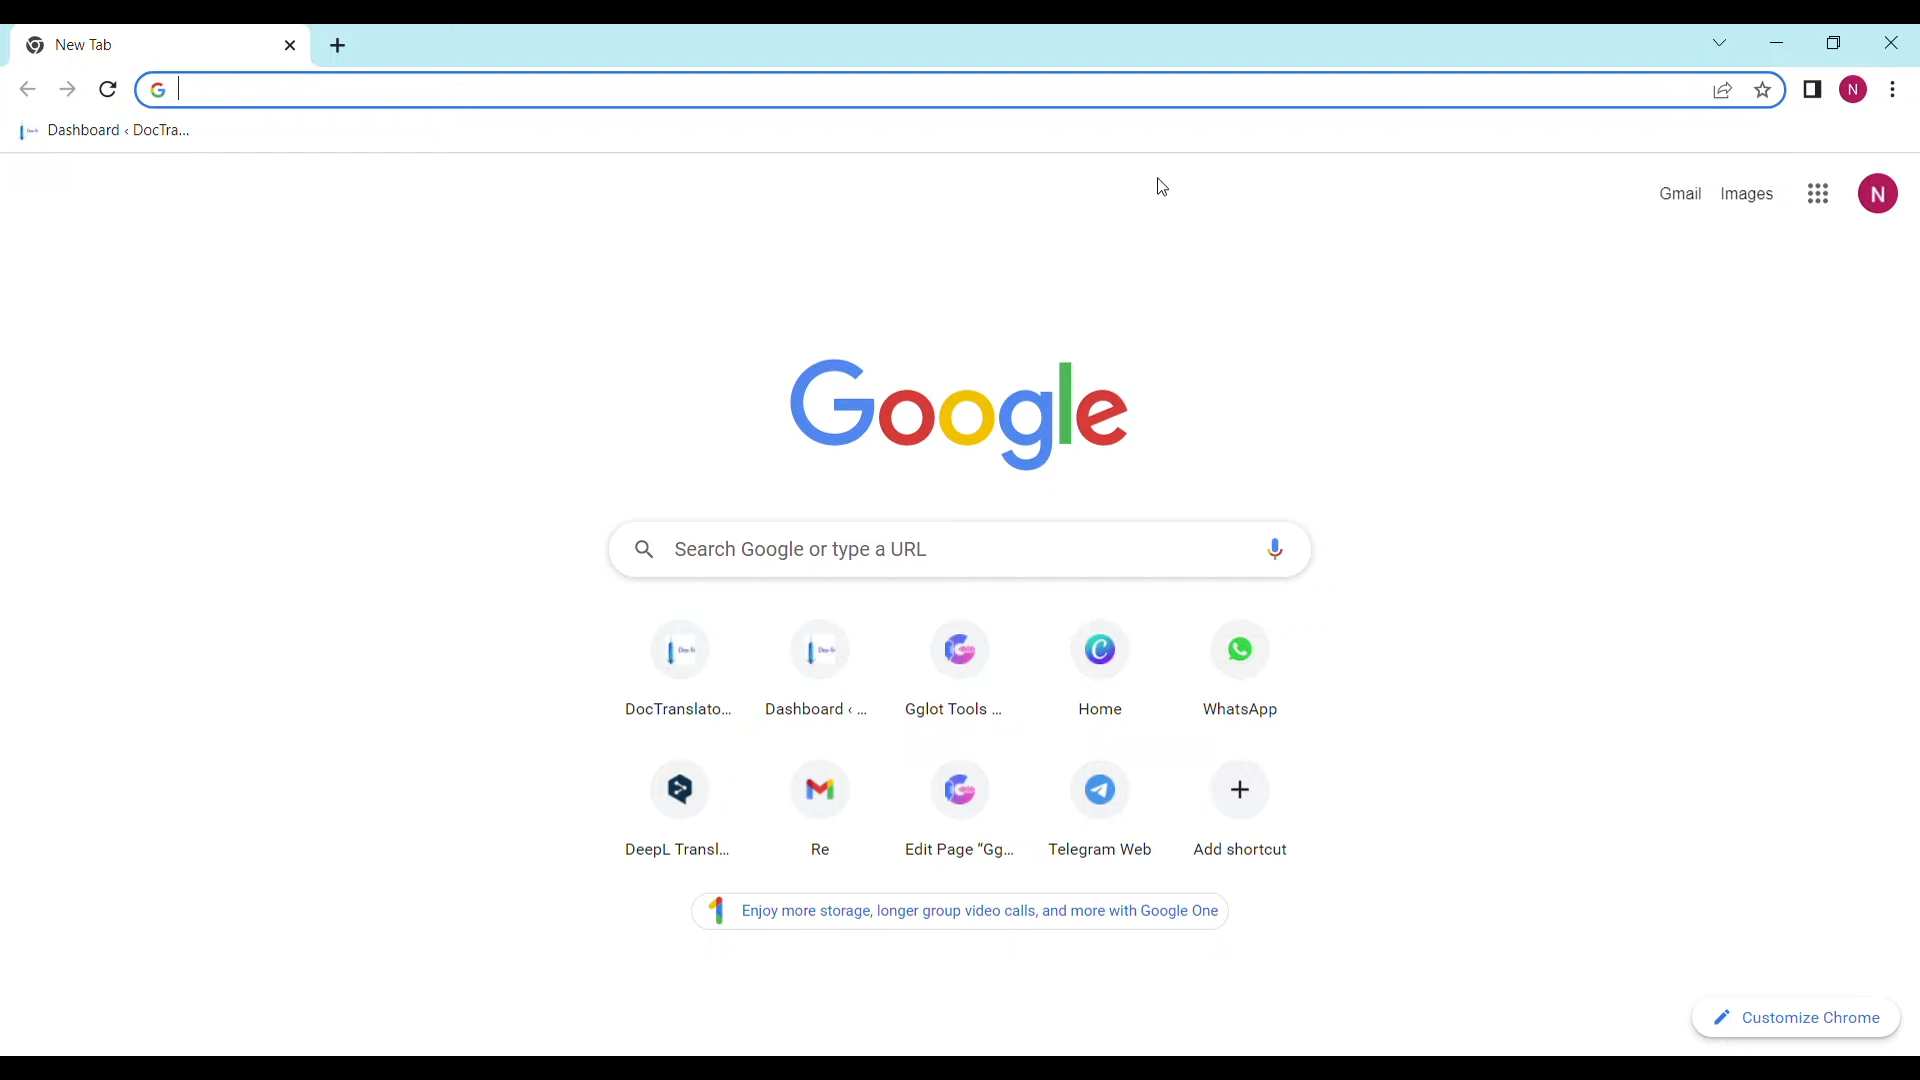 New Tab
Dashboard ‹ DocTra...
Gmail Images
N
N
Google
Search Google or type a URL
DocTranslato... Dashboard ‹ ... Gglot Tools ... Home WhatsApp
DeepL Transl... Re Edit Page “Gg... Telegram Web Add shortcut
Enjoy more storage, longer group video calls, and more with Google One
Customize Chrome